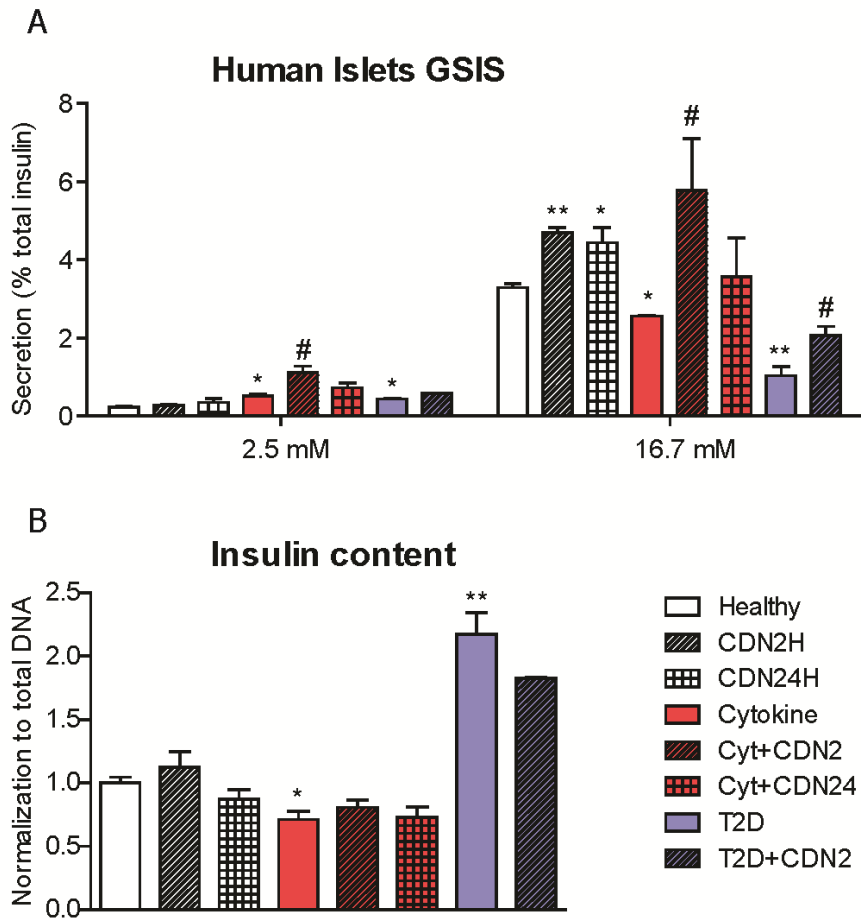 A
Human Islets GSIS
Secretion (% total insulin)
8
6
4
2
0
* # *
** * * # ** #
2.5 mM 16.7 mM
B
Insulin content
Normalization to total DNA
2.5
2.0
1.5
1.0
0.5
0.0
* **
Healthy
CDN2H
CDN24H
Cytokine
Cyt+CDN2
Cyt+CDN24
T2D
T2D+CDN2